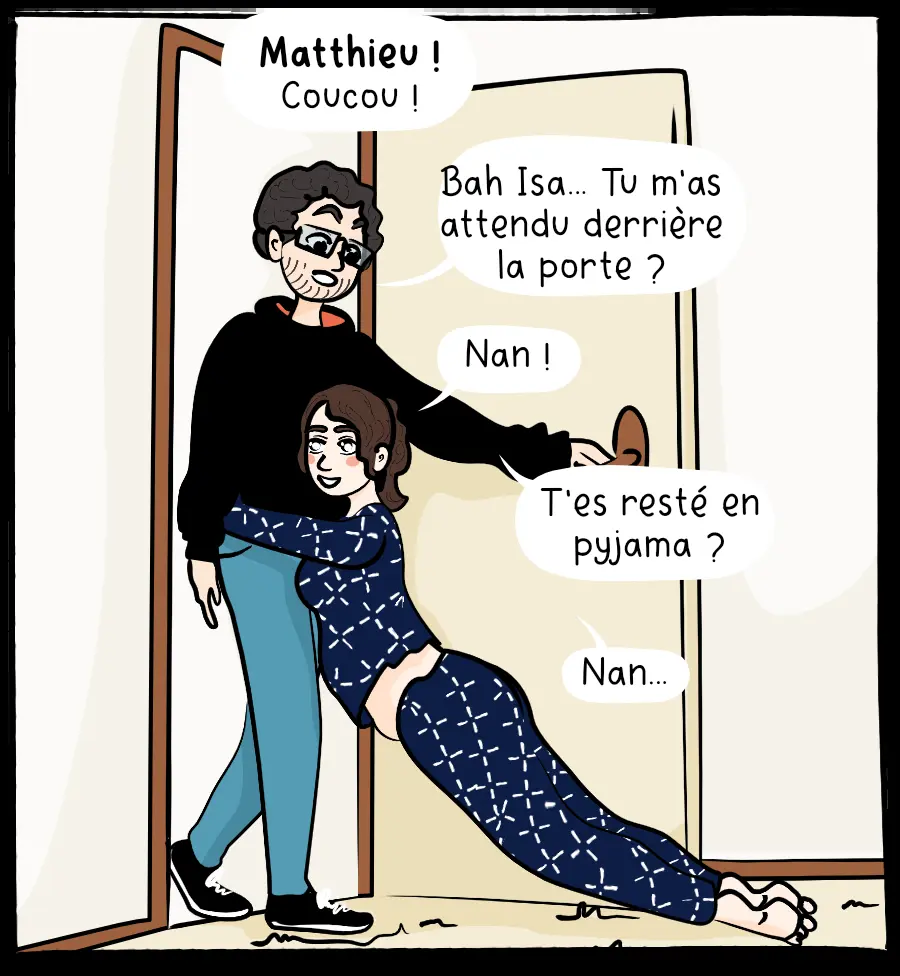 Matthieu !
Coucou !
Bah Isa... Tu m'as
attendu derrière
la porte ?
Nan !
T'es resté en
pyjama ?
Nan...